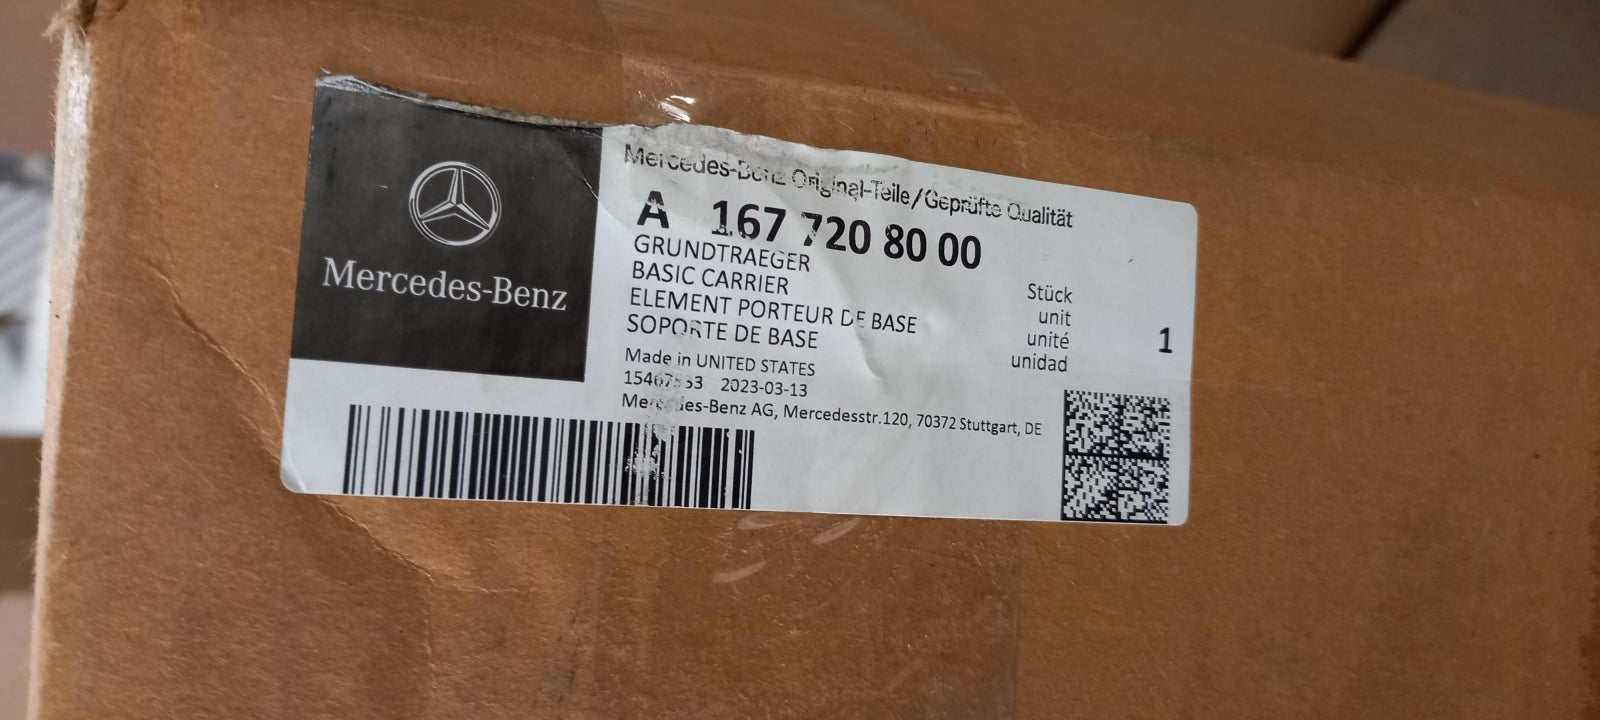 Mercedes-Benz
Mercedes-Benz Original-Teile/Geprüfte Qualität
A 167 720 80 00
GRUNDTRAEGER
BASIC CARRIER
ELEMENT PORTEUR DE BASE
SOPORTE DE BASE
Stück
unit
unité
unidad
1
Made in UNITED STATES
2023-03-13
Mercedes-Benz AG, Mercedesstr.120, 70372 Stuttgart, DE